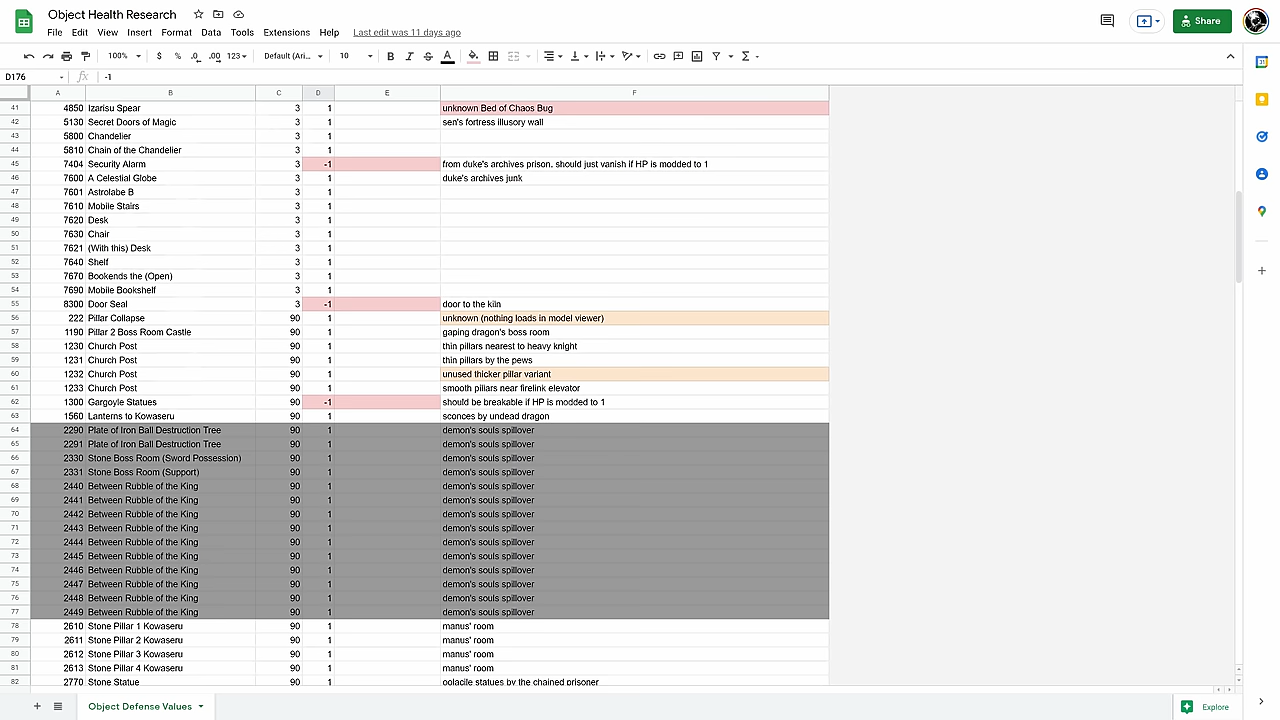 Object Health Research
File Edit View Insert Format Data Tools Extensions Help Last edit was 11 days ago
Share
100% $ % .0 .00 123 Default (Ari... 10 B I S A
D176 fx -1
A B C D E F
41 4850 Izarisu Spear 3 1 unknown Bed of Chaos Bug
42 5130 Secret Doors of Magic 3 1 sen's fortress illusory wall
43 5800 Chandelier 3 1
44 5810 Chain of the Chandelier 3 1
45 7404 Security Alarm 3 -1 from duke's archives prison. should just vanish if HP is modded to 1
46 7600 A Celestial Globe 3 1 duke's archives junk
47 7601 Astrolabe B 3 1
48 7610 Mobile Stairs 3 1
49 7620 Desk 3 1
50 7630 Chair 3 1
51 7621 (With this) Desk 3 1
52 7640 Shelf 3 1
53 7670 Bookends the (Open) 3 1
54 7690 Mobile Bookshelf 3 1
55 8300 Door Seal 3 -1 door to the kiln
56 222 Pillar Collapse 90 1 unknown (nothing loads in model viewer)
57 1190 Pillar 2 Boss Room Castle 90 1 gaping dragon's boss room
58 1230 Church Post 90 1 thin pillars nearest to heavy knight
59 1231 Church Post 90 1 thin pillars by the pews
60 1232 Church Post 90 1 unused thicker pillar variant
61 1233 Church Post 90 1 smooth pillars near firelink elevator
62 1300 Gargoyle Statues 90 -1 should be breakable if HP is modded to 1
63 1560 Lanterns to Kowaseru 90 1 sconces by undead dragon
64 2290 Plate of Iron Ball Destruction Tree 90 1 demon's souls spillover
65 2291 Plate of Iron Ball Destruction Tree 90 1 demon's souls spillover
66 2330 Stone Boss Room (Sword Possession) 90 1 demon's souls spillover
67 2331 Stone Boss Room (Support) 90 1 demon's souls spillover
68 2440 Between Rubble of the King 90 1 demon's souls spillover
69 2441 Between Rubble of the King 90 1 demon's souls spillover
70 2442 Between Rubble of the King 90 1 demon's souls spillover
71 2443 Between Rubble of the King 90 1 demon's souls spillover
72 2444 Between Rubble of the King 90 1 demon's souls spillover
73 2445 Between Rubble of the King 90 1 demon's souls spillover
74 2446 Between Rubble of the King 90 1 demon's souls spillover
75 2447 Between Rubble of the King 90 1 demon's souls spillover
76 2448 Between Rubble of the King 90 1 demon's souls spillover
77 2449 Between Rubble of the King 90 1 demon's souls spillover
78 2610 Stone Pillar 1 Kowaseru 90 1 manus' room
79 2611 Stone Pillar 2 Kowaseru 90 1 manus' room
80 2612 Stone Pillar 3 Kowaseru 90 1 manus' room
81 2613 Stone Pillar 4 Kowaseru 90 1 manus' room
82 2770 Stone Statue 90 1 oolacile statues by the chained prisoner
Object Defense Values
Explore